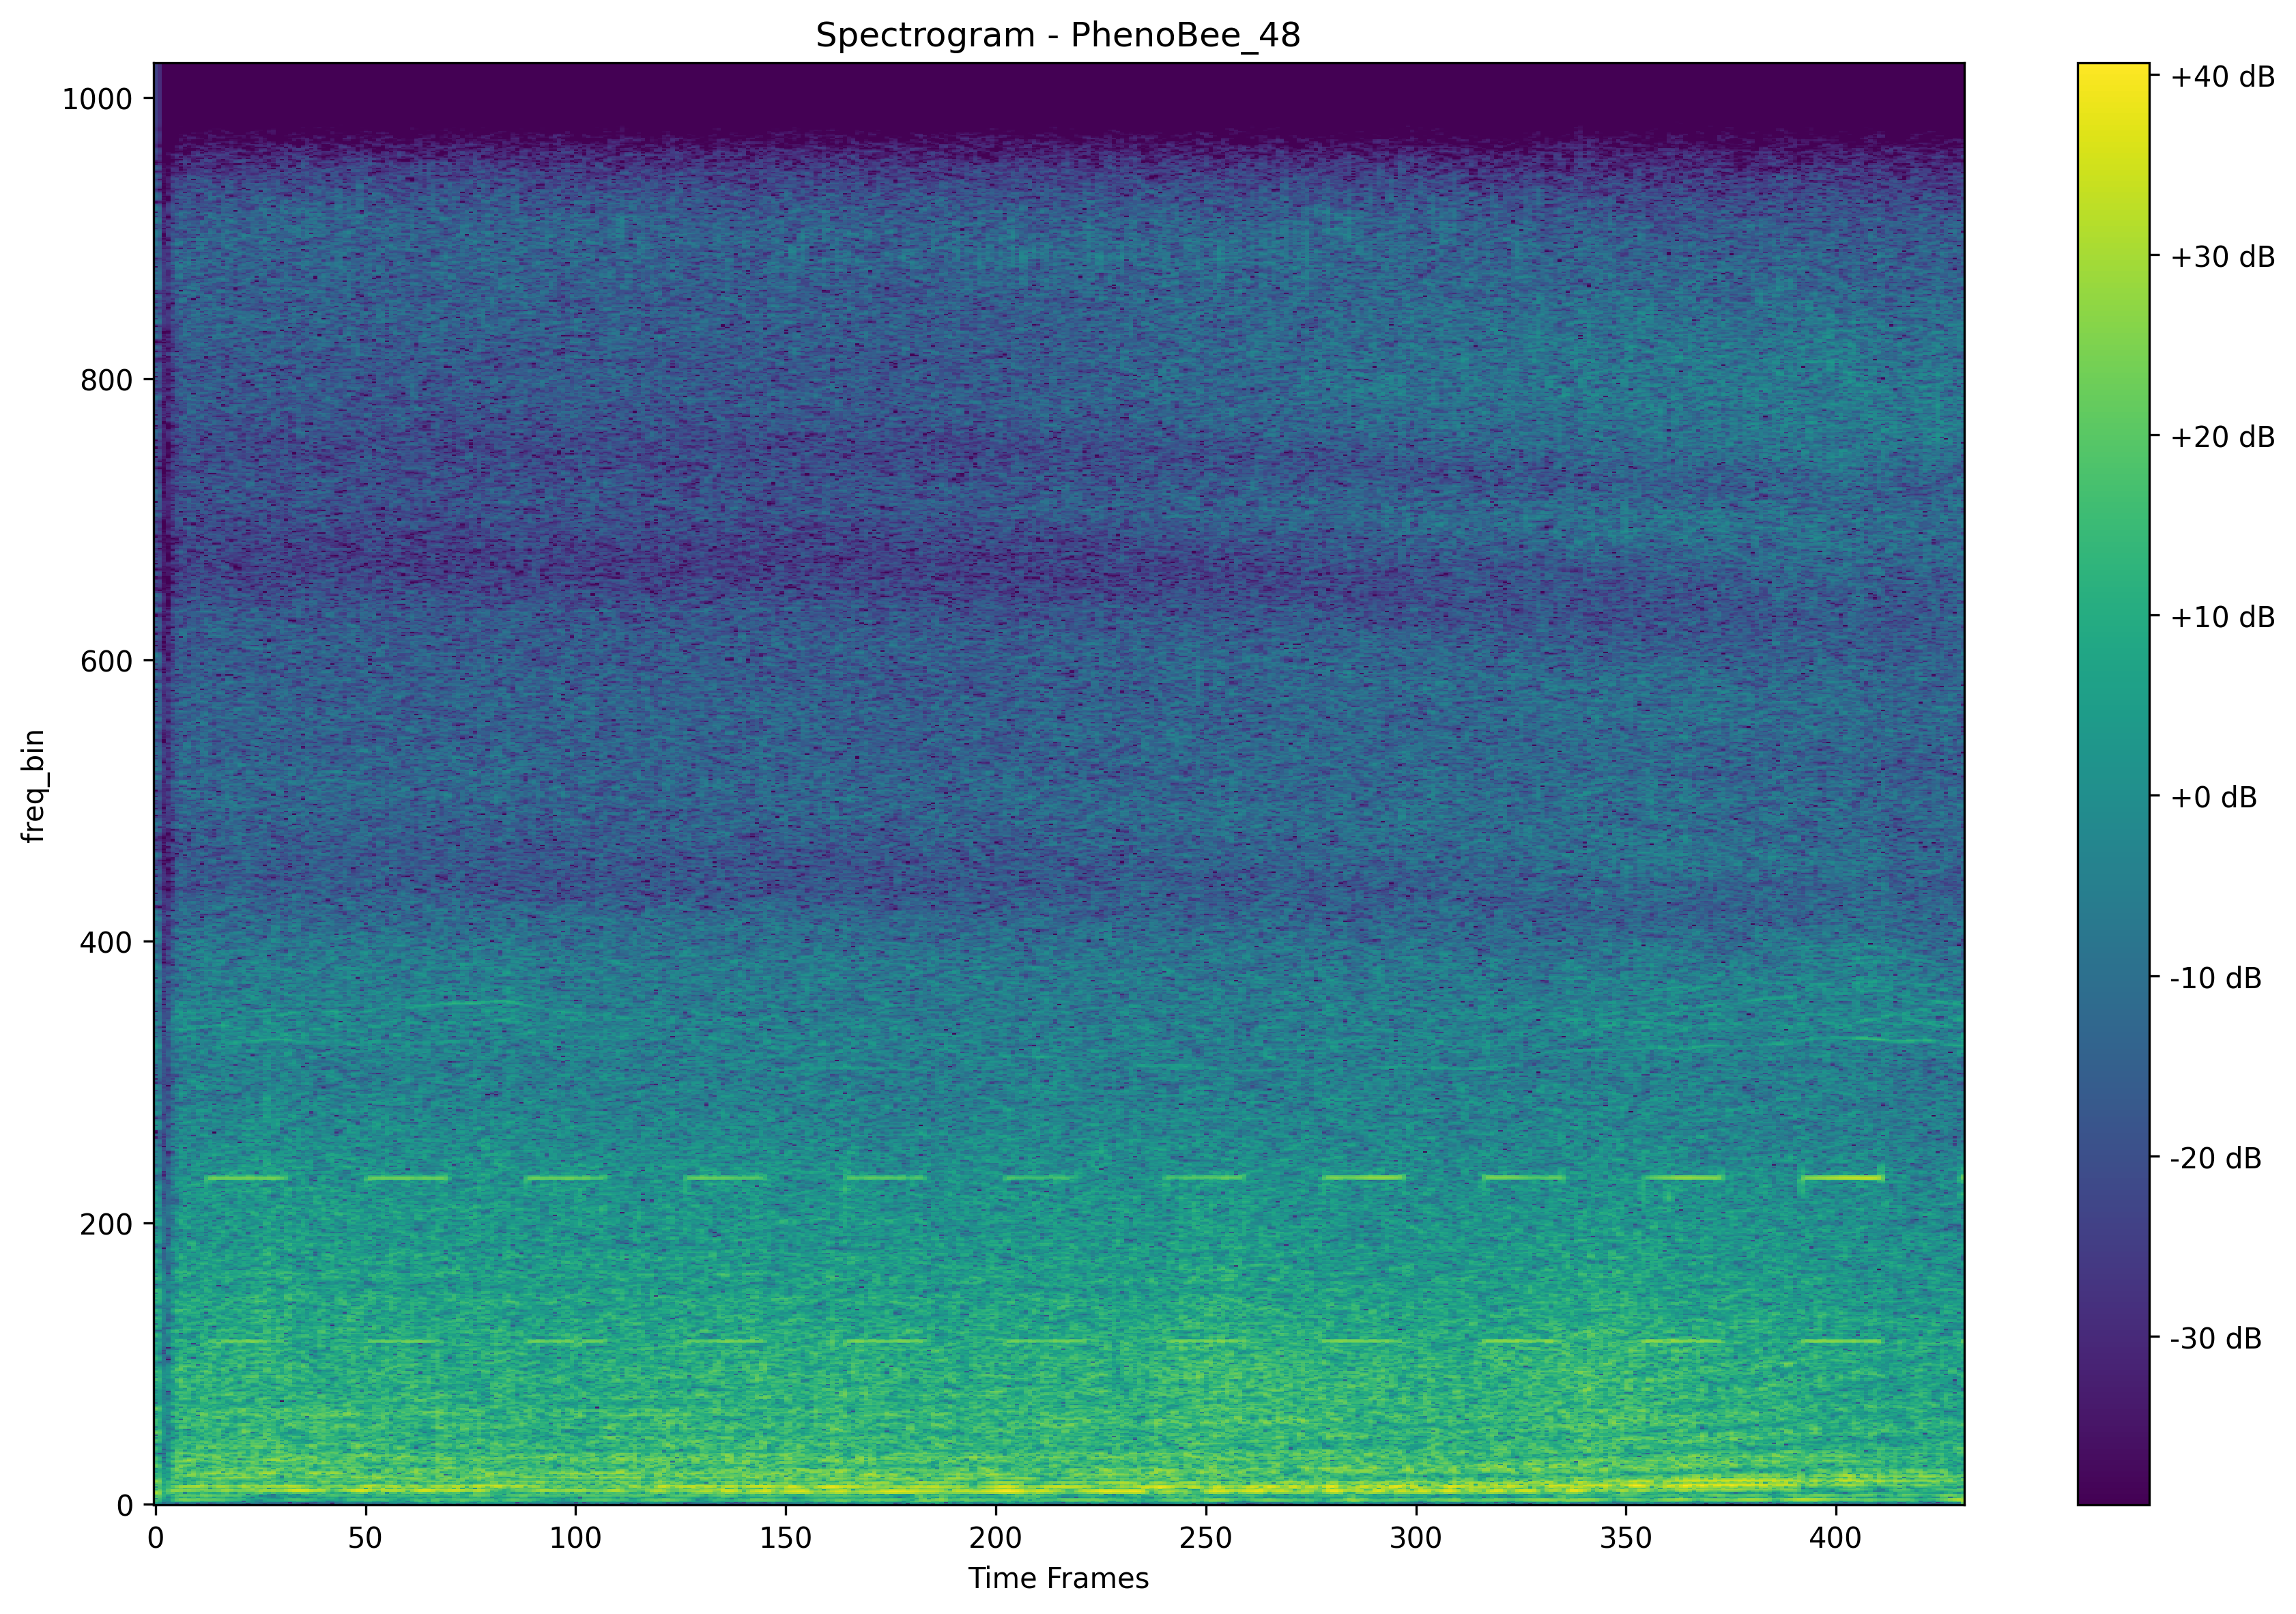 Spectrogram - PhenoBee_48
1000
800
600
400
200
0
freq_bin
0 50 100 150 200 250 300 350 400
Time Frames
+40 dB
+30 dB
+20 dB
+10 dB
+0 dB
-10 dB
-20 dB
-30 dB